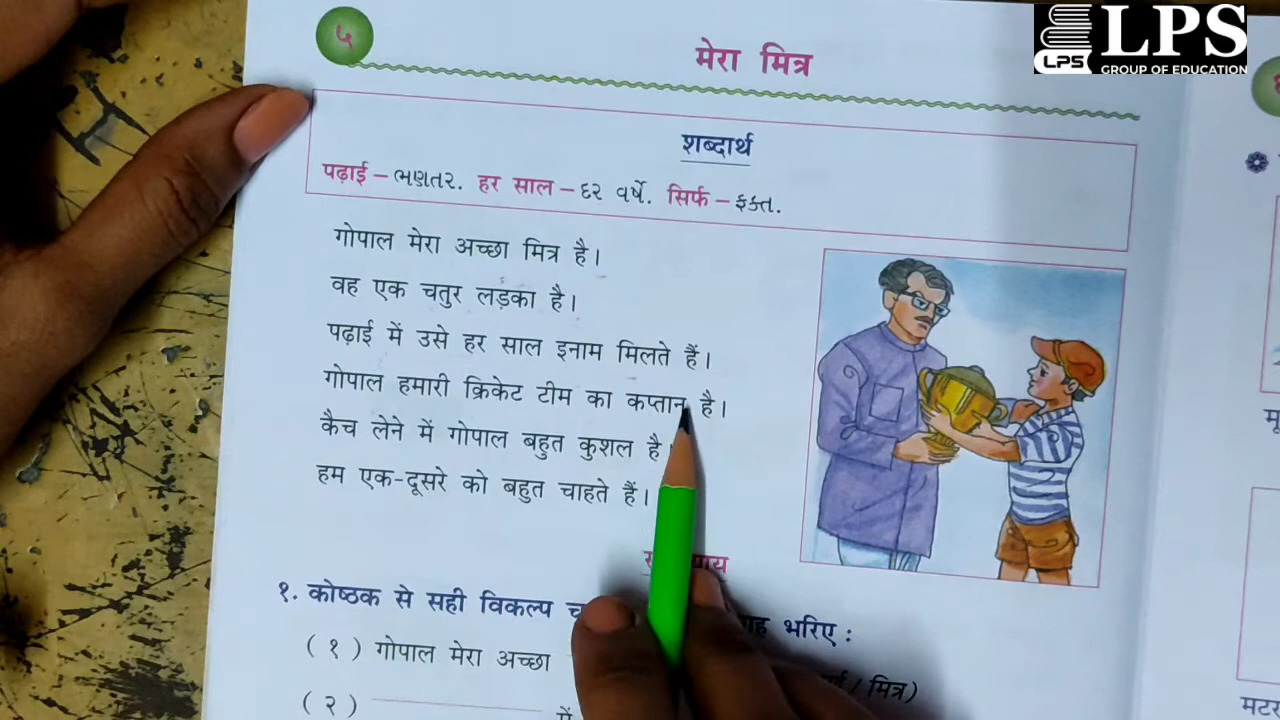 ५
मेरा मित्र
LPS
LPS
GROUP OF EDUCATION
शब्दार्थ
पढ़ाई – ભણતર. हर साल – દર વર્ષે. सिर्फ – ફક્ત.
गोपाल मेरा अच्छा मित्र है।
वह एक चतुर लड़का है।
पढ़ाई में उसे हर साल इनाम मिलते हैं।
गोपाल हमारी क्रिकेट टीम का कप्तान है।
कैच लेने में गोपाल बहुत कुशल है।
हम एक-दूसरे को बहुत चाहते हैं।
१. कोष्ठक से सही विकल्प भरिए :
( १ ) गोपाल मेरा अच्छा / मित्र)
( २ ) में
मटर